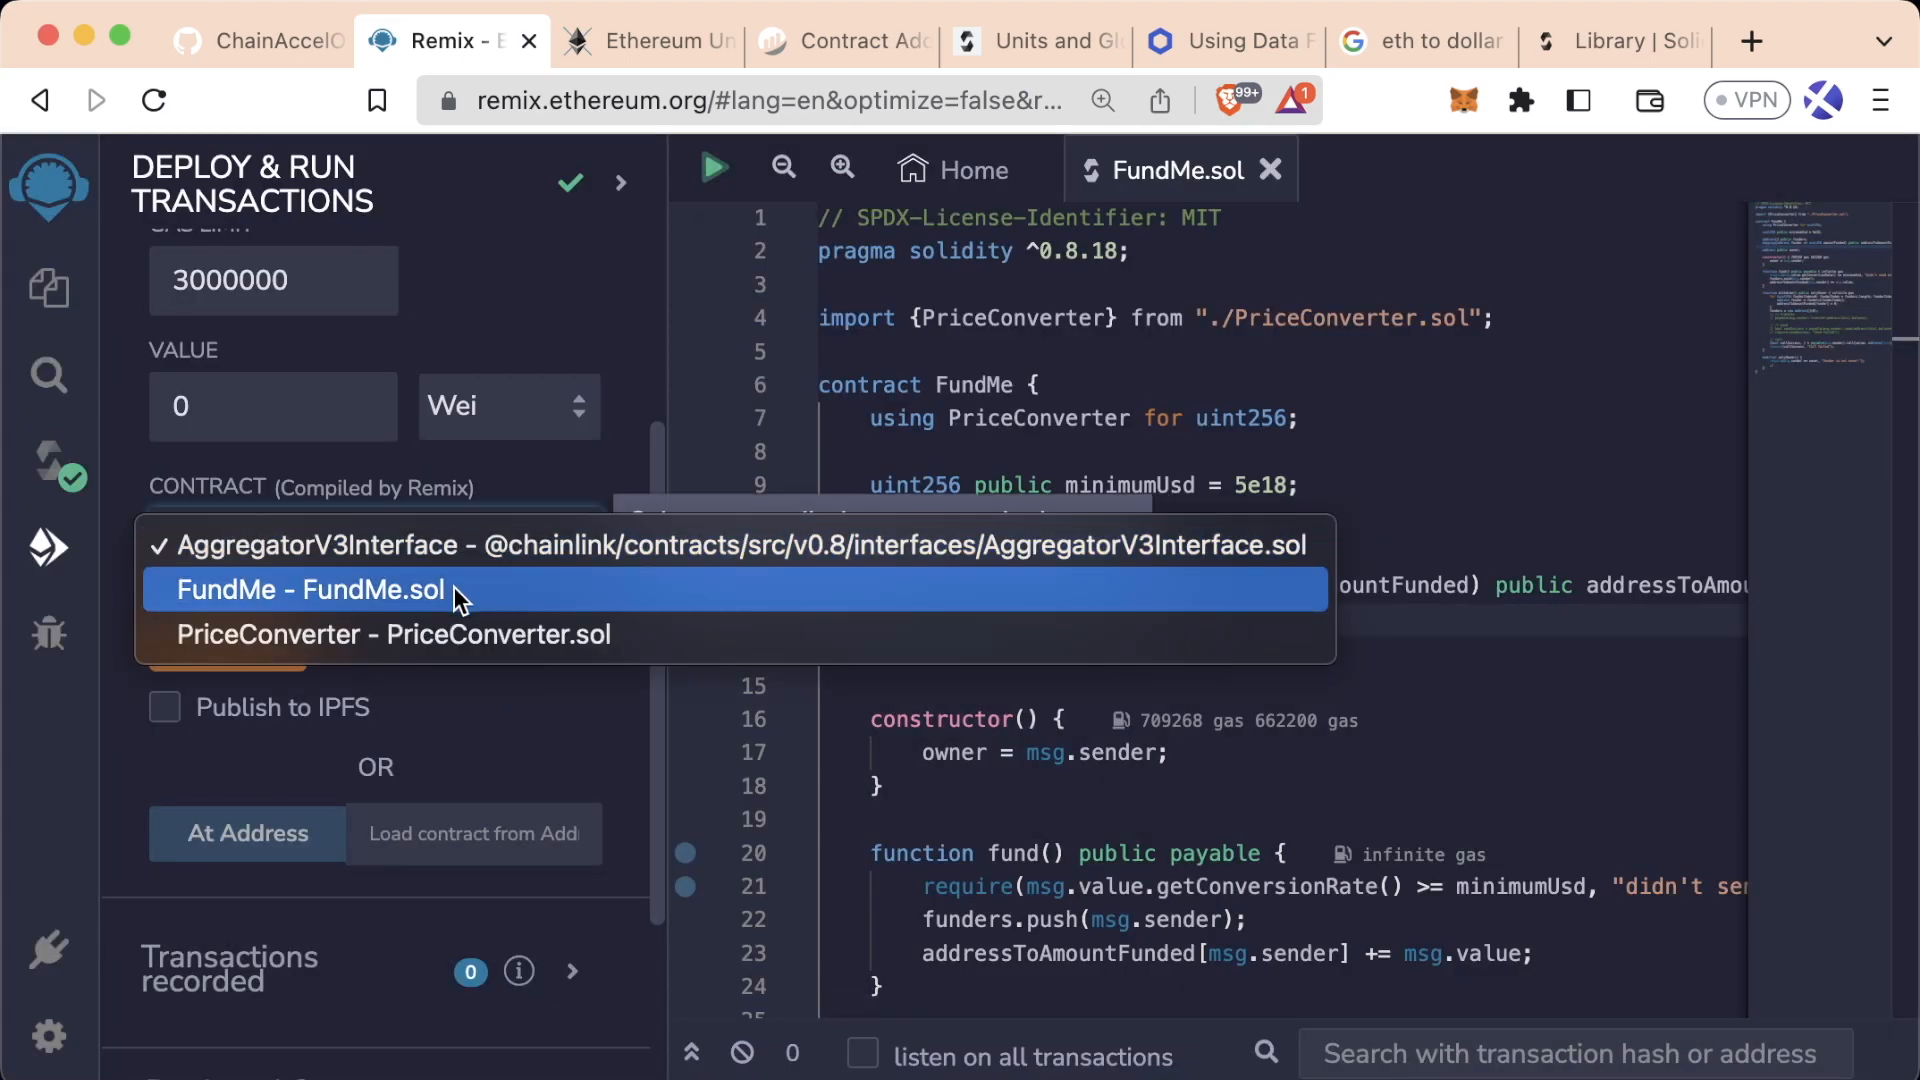 ChainAccelO
Remix - E
Ethereum Un
Contract Add
Units and Gl
Using Data F
eth to dollar
Library | Soli
remix.ethereum.org/#lang=en&optimize=false&r...
99+
1
VPN
DEPLOY & RUN
TRANSACTIONS
3000000
VALUE
0
Wei
CONTRACT (Compiled by Remix)
✓ AggregatorV3Interface - @chainlink/contracts/src/v0.8/interfaces/AggregatorV3Interface.sol
FundMe - FundMe.sol
PriceConverter - PriceConverter.sol
Publish to IPFS
OR
At Address
Load contract from Addı
Transactions
recorded
0
i
Home
FundMe.sol
1 // SPDX-License-Identifier: MIT
2 pragma solidity ^0.8.18;
3
4 import {PriceConverter} from "./PriceConverter.sol";
5
6 contract FundMe {
7 using PriceConverter for uint256;
8
9 uint256 public minimumUsd = 5e18;
ountFunded) public addressToAmou
15
16 constructor() { 709268 gas 662200 gas
17 owner = msg.sender;
18 }
19
20 function fund() public payable { infinite gas
21 require(msg.value.getConversionRate() >= minimumUsd, "didn't sen
22 funders.push(msg.sender);
23 addressToAmountFunded[msg.sender] += msg.value;
24 }
0
listen on all transactions
Search with transaction hash or address